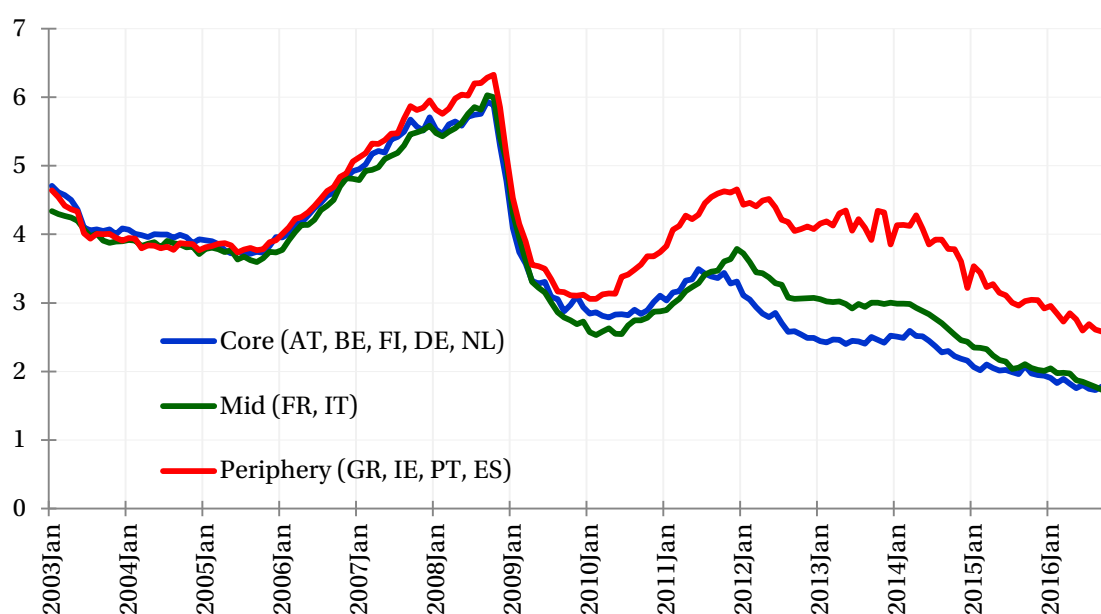 7
6
5
4
3
2
1
0
Core (AT, BE, FI, DE, NL)
Mid (FR, IT)
Periphery (GR, IE, PT, ES)
2003Jan
2004Jan
2005Jan
2006Jan
2007Jan
2008Jan
2009Jan
2010Jan
2011Jan
2012Jan
2013Jan
2014Jan
2015Jan
2016Jan